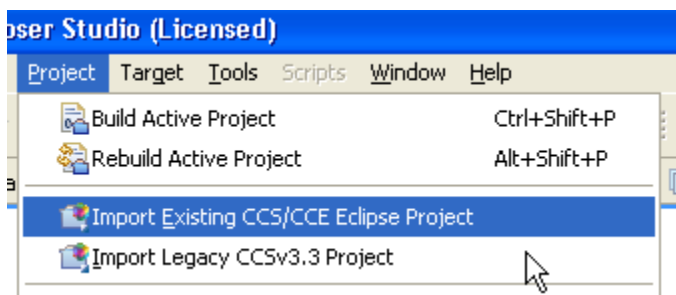 oser Studio (Licensed)
Project Target Tools Scripts Window Help
Build Active Project Ctrl+Shift+P
Rebuild Active Project Alt+Shift+P
a
Import Existing CCS/CCE Eclipse Project
Import Legacy CCSv3.3 Project